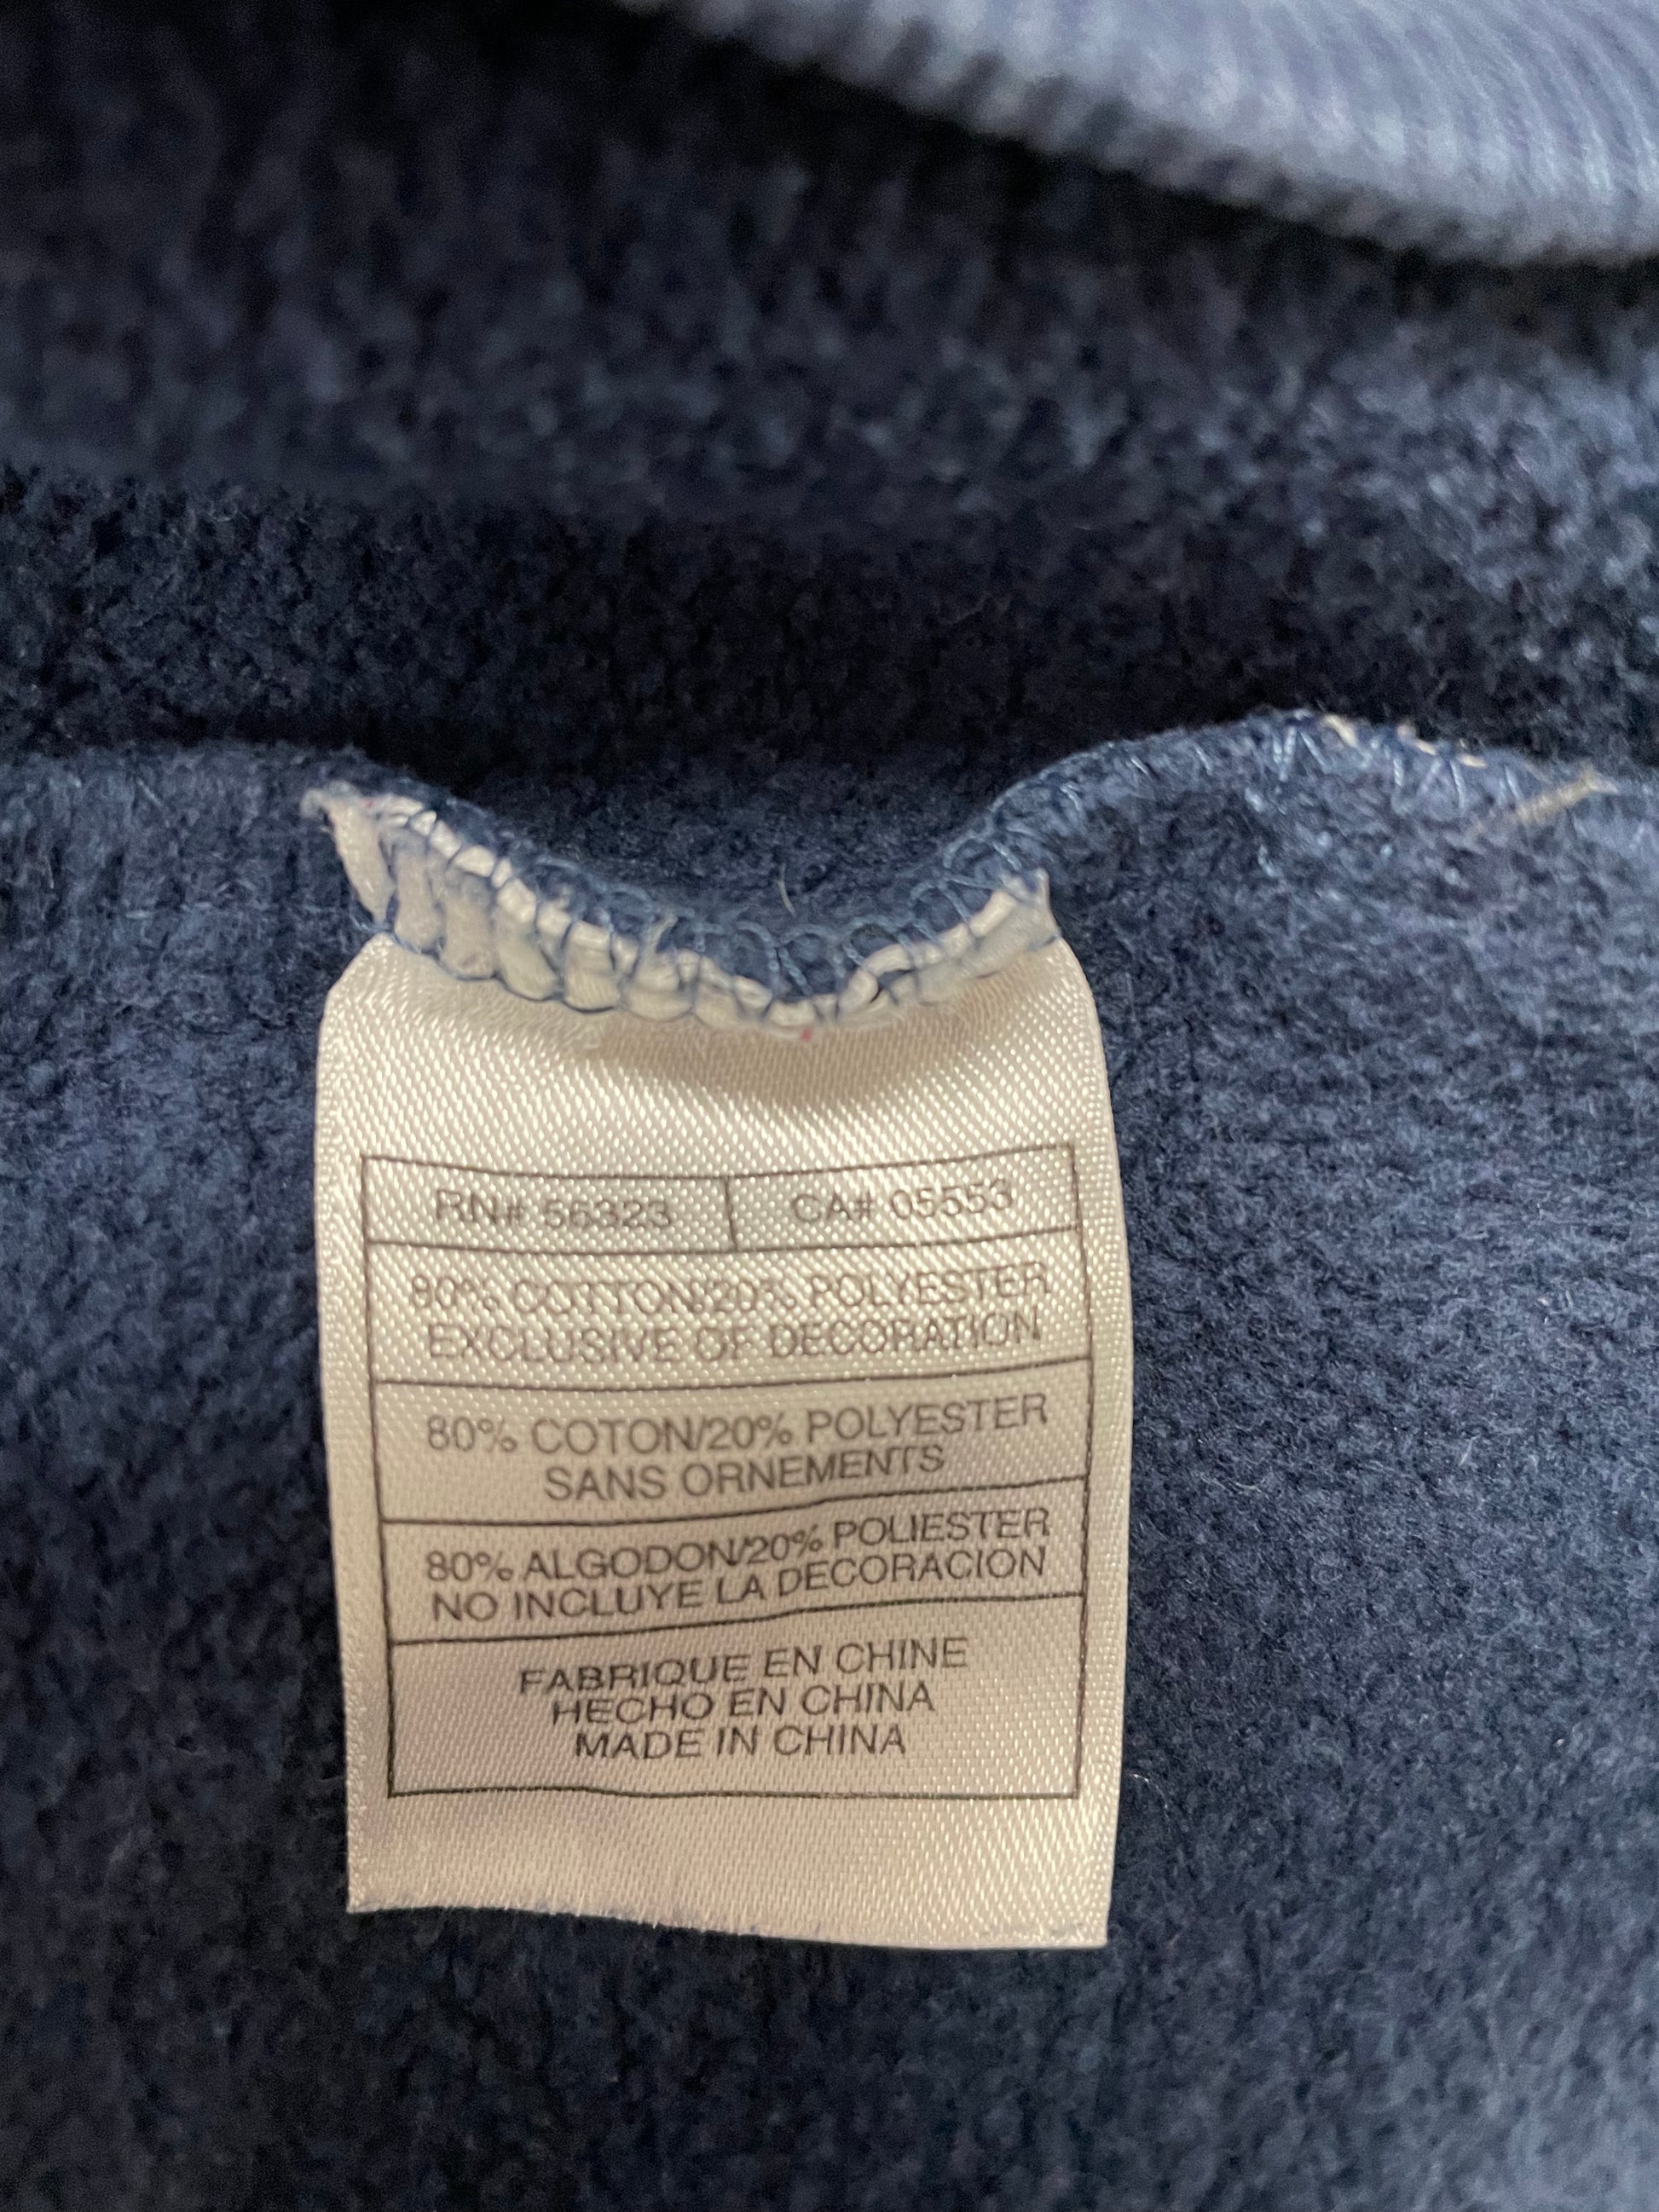 RN# 56323 CA# 05553
80% COTTON/20% POLYESTER
EXCLUSIVE OF DECORATION
80% COTON/20% POLYESTER
SANS ORNEMENTS
80% ALGODON/20% POLIESTER
NO INCLUYE LA DECORACION
FABRIQUE EN CHINE
HECHO EN CHINA
MADE IN CHINA